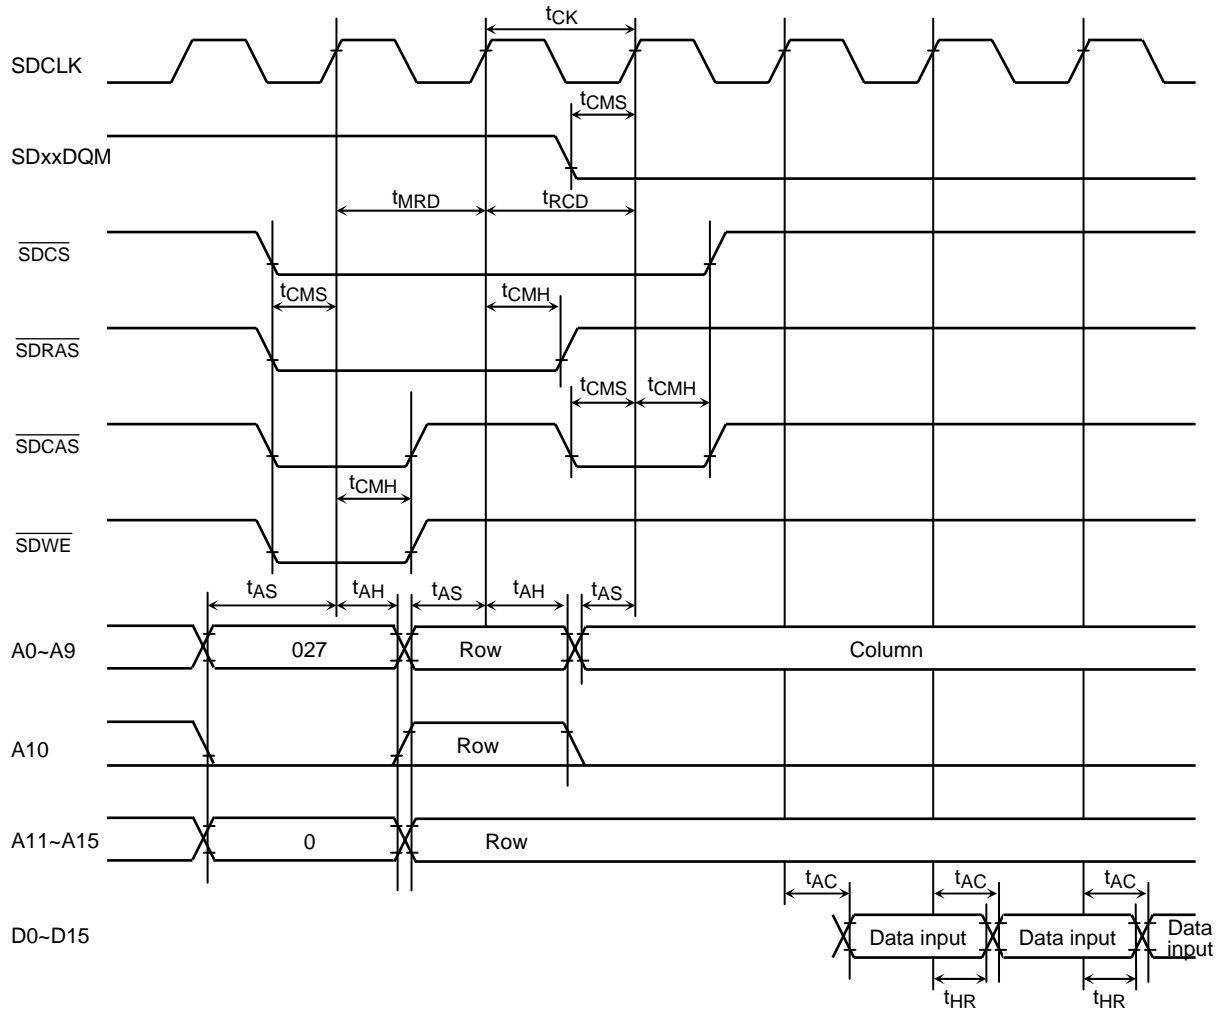 tCK
SDCLK
tCMS
SDxxDQM
tMRD tRCD
SDCS
tCMS tCMH
SDRAS
tCMS tCMH
SDCAS
tCMH
SDWE
tAS tAH tAS tAH tAS
A0~A9 027 Row Column
A10 Row
A11~A15 0 Row
tAC tAC tAC
D0~D15 Data input Data input Data input
tHR tHR